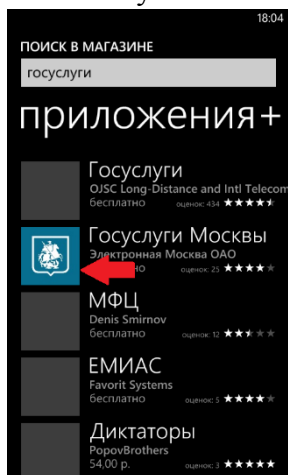 18:04
ПОИСК В МАГАЗИНЕ
госуслуги
приложения+
Госуслуги
OJSC Long-Distance and Intl Telecom
бесплатно оценок: 434
Госуслуги Москвы
Электронная Москва ОАО
но оценок: 25
МФЦ
Denis Smirnov
бесплатно оценок: 12
ЕМИАС
Favorit Systems
бесплатно оценок: 5
Диктаторы
PopovBrothers
54,00 р. оценок: 3